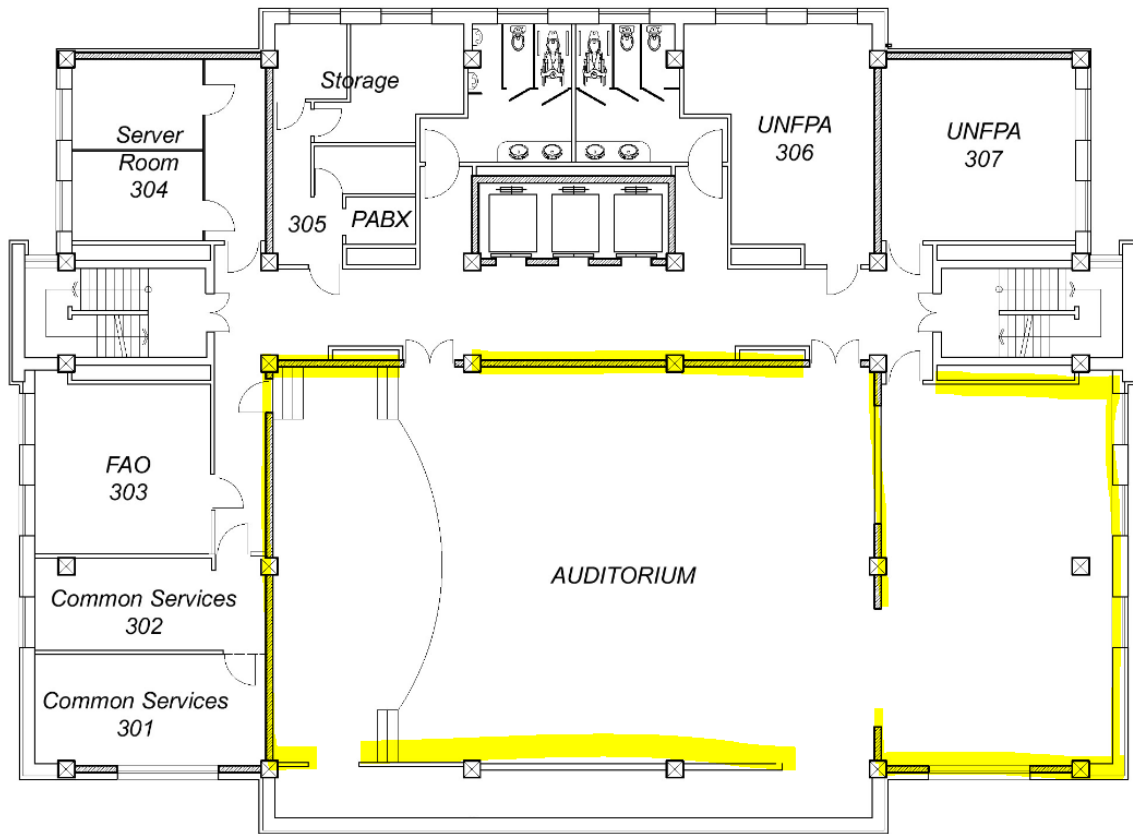 Storage
Server
Room
304
305
PABX
UNFPA
306
UNFPA
307
FAO
303
Common Services
302
Common Services
301
AUDITORIUM